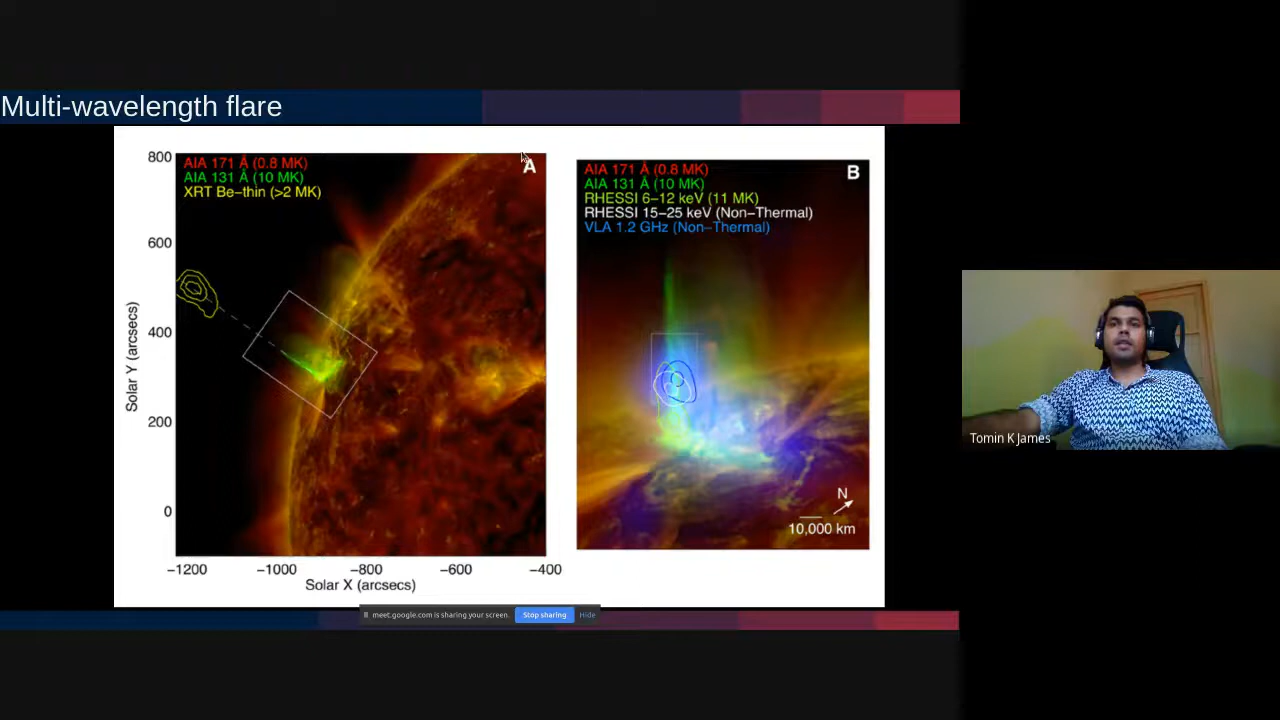 Multi-wavelength flare
800
600
400
200
0
Solar Y (arcsecs)
AIA 171 Å (0.8 MK)
AIA 131 Å (10 MK)
XRT Be–thin (>2 MK)
A
−1200
−1000
−800
−600
−400
Solar X (arcsecs)
AIA 171 Å (0.8 MK)
AIA 131 Å (10 MK)
RHESSI 6–12 keV (11 MK)
RHESSI 15–25 keV (Non–Thermal)
VLA 1.2 GHz (Non–Thermal)
B
N
10,000 km
meet.google.com is sharing your screen.
Stop sharing
Hide
Tomin K James